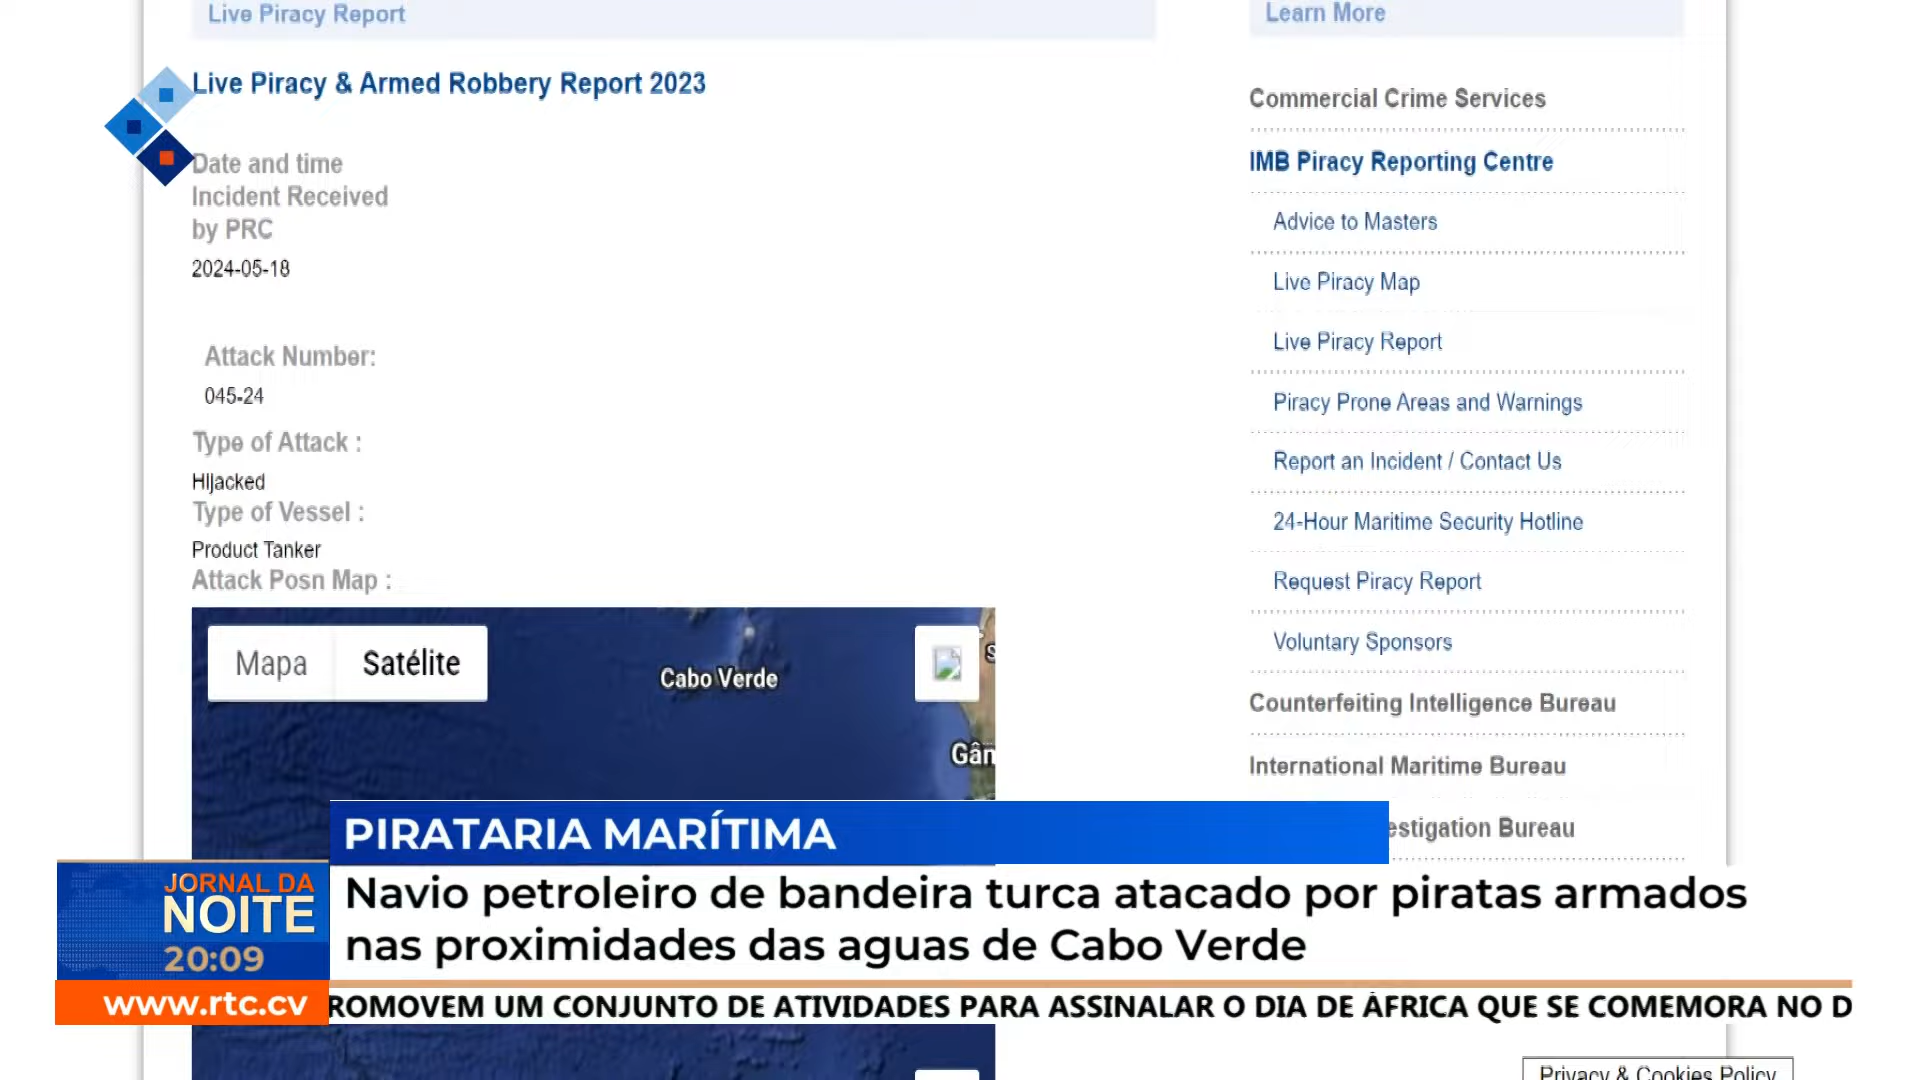 Live Piracy Report
Learn More
Live Piracy & Armed Robbery Report 2023
Date and time
Incident Received
by PRC
2024-05-18
Attack Number:
045-24
Type of Attack :
Hijacked
Type of Vessel :
Product Tanker
Attack Posn Map :
Mapa
Satélite
Cabo Verde
S
Gâm
Commercial Crime Services
IMB Piracy Reporting Centre
Advice to Masters
Live Piracy Map
Live Piracy Report
Piracy Prone Areas and Warnings
Report an Incident / Contact Us
24-Hour Maritime Security Hotline
Request Piracy Report
Voluntary Sponsors
Counterfeiting Intelligence Bureau
International Maritime Bureau
estigation Bureau
PIRATARIA MARÍTIMA
Navio petroleiro de bandeira turca atacado por piratas armados
nas proximidades das aguas de Cabo Verde
JORNAL DA
NOITE
20:09
www.rtc.cv
ROMOVEM UM CONJUNTO DE ATIVIDADES PARA ASSINALAR O DIA DE ÁFRICA QUE SE COMEMORA NO D
Privacy & Cookies Policy